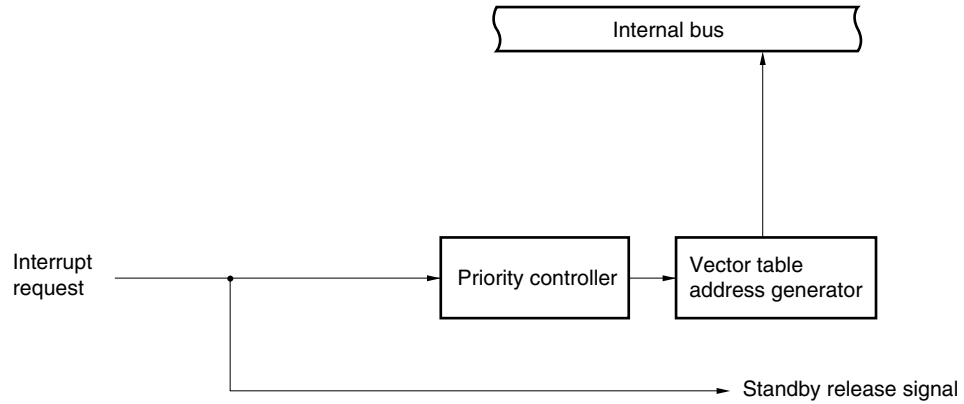 Internal bus
Interrupt
request
Priority controller
Vector table
address generator
Standby release signal